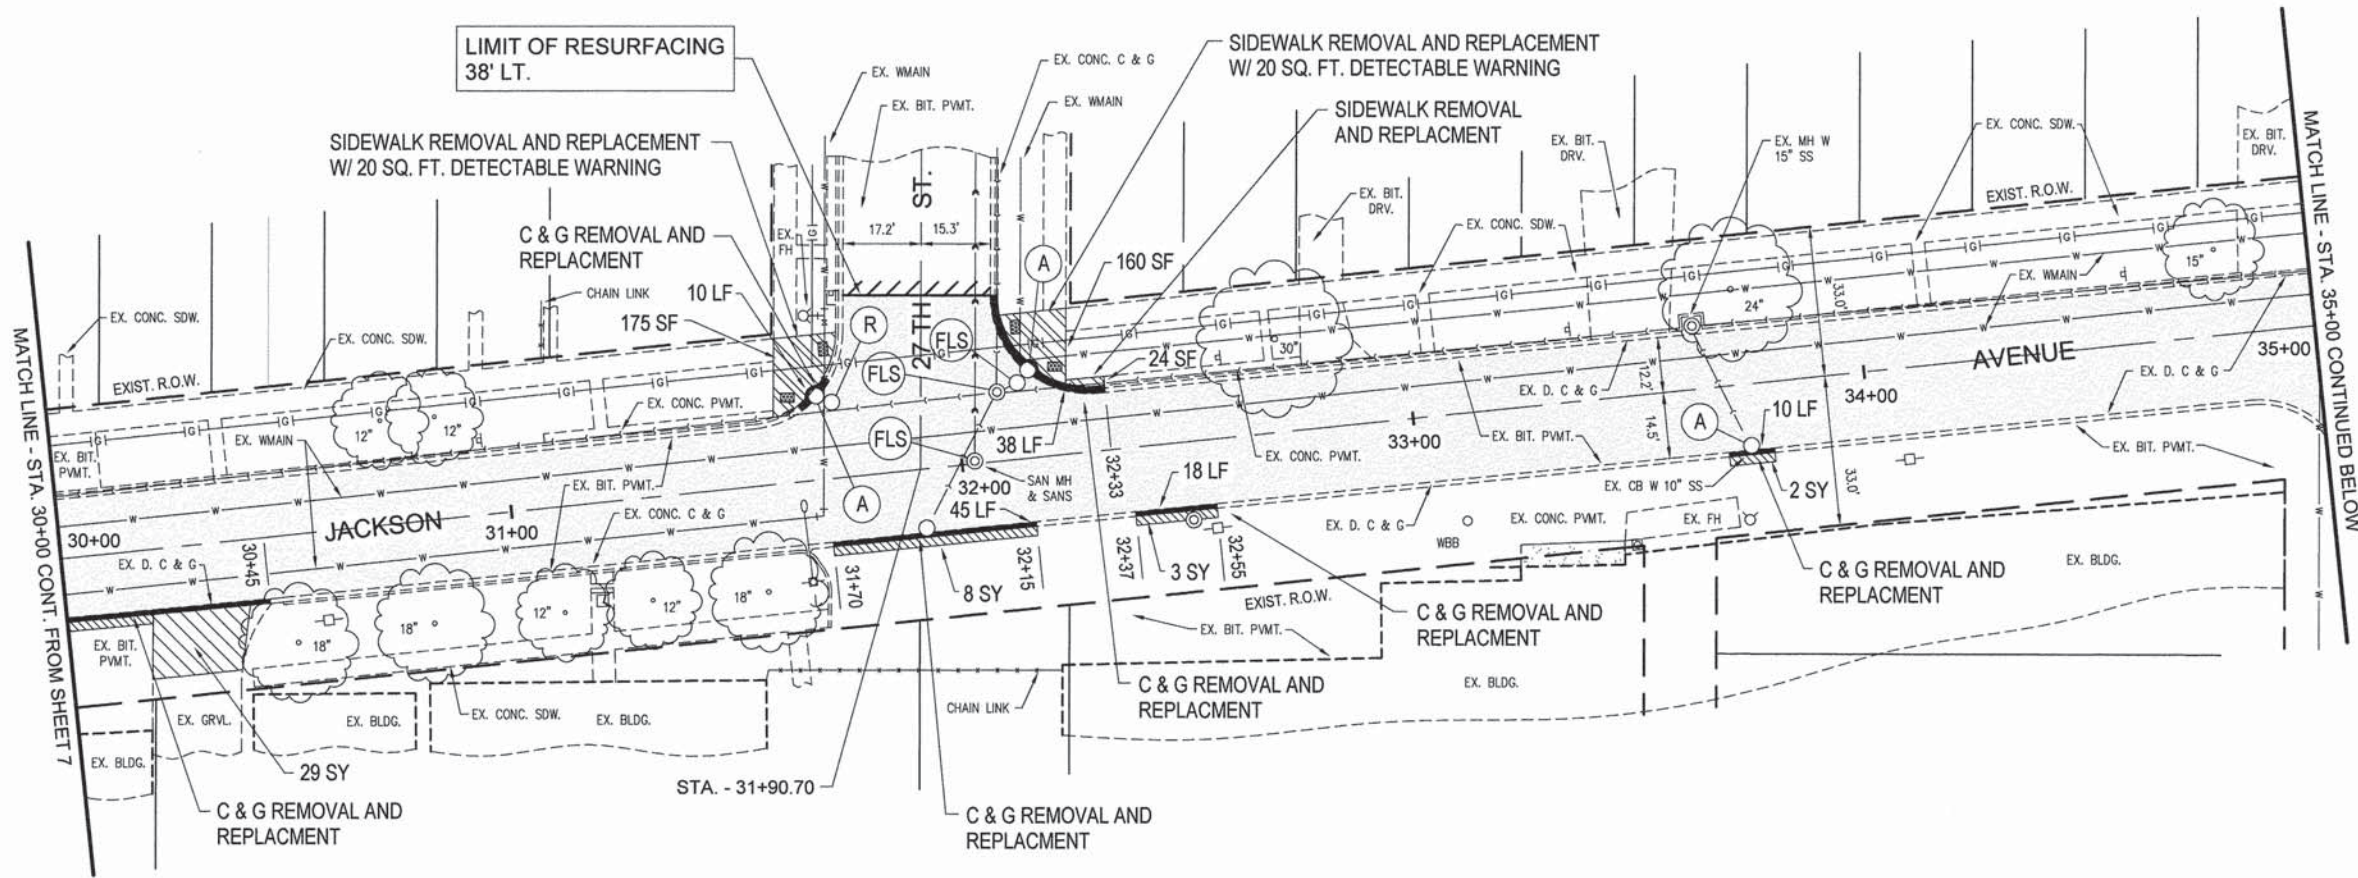 LIMIT OF RESURFACING
38' LT.
SIDEWALK REMOVAL AND REPLACEMENT
W/ 20 SQ. FT. DETECTABLE WARNING
C & G REMOVAL AND
REPLACMENT
10 LF
175 SF
CHAIN LINK
EX. CONC. SDW.
EX. CONC. SDW.
EXIST. R.O.W.
EX. WMAIN
EX. BIT. PVMT.
EX. CONC. C & G
EX. WMAIN
EX. FH
17.2'
15.3'
27TH ST.
R
FLS
FLS
FLS
A
A
SIDEWALK REMOVAL AND REPLACEMENT
W/ 20 SQ. FT. DETECTABLE WARNING
SIDEWALK REMOVAL
AND REPLACMENT
160 SF
24 SF
EX. BIT.
DRV.
EX. BIT.
DRV.
EX. CONC. SDW.
EX. MH W
15" SS
EX. CONC. SDW.
EX. BIT.
DRV.
EXIST. R.O.W.
EX. WMAIN
30"
24"
15"
33.0'
33.0'
12.2'
14.5'
MATCH LINE - STA. 35+00 CONTINUED BELOW
MATCH LINE - STA. 30+00 CONT. FROM SHEET 7
EX. BIT.
PVMT.
EX. WMAIN
12"
12"
EX. CONC. PVMT.
EX. BIT. PVMT.
EX. CONC. C & G
30+00
JACKSON
31+00
32+00
45 LF
38 LF
SAN MH
& SANS
32+33
33+00
EX. CONC. PVMT.
EX. BIT. PVMT.
EX. D. C & G
A
10 LF
34+00
AVENUE
35+00
EX. D. C & G
EX. BIT. PVMT.
EX. D. C & G
30+45
18"
18"
12"
12"
18"
31+70
8 SY
32+15
32+37
18 LF
3 SY
32+55
EX. D. C & G
WBB
EX. CB W 10" SS
EX. CONC. PVMT.
EX. FH
2 SY
EXIST. R.O.W.
EX. BIT. PVMT.
C & G REMOVAL AND
REPLACMENT
C & G REMOVAL AND
REPLACMENT
EX. BLDG.
EX. BLDG.
C & G REMOVAL AND
REPLACMENT
CHAIN LINK
STA. - 31+90.70
C & G REMOVAL AND
REPLACMENT
EX. BIT.
PVMT.
EX. GRVL.
EX. BLDG.
EX. BLDG.
EX. CONC. SDW.
EX. BLDG.
29 SY
C & G REMOVAL AND
REPLACMENT